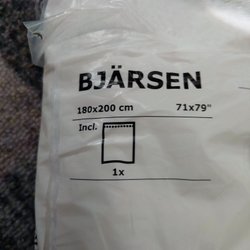 BJÄRSEN
180x200 cm 71x79"
Incl.
1x